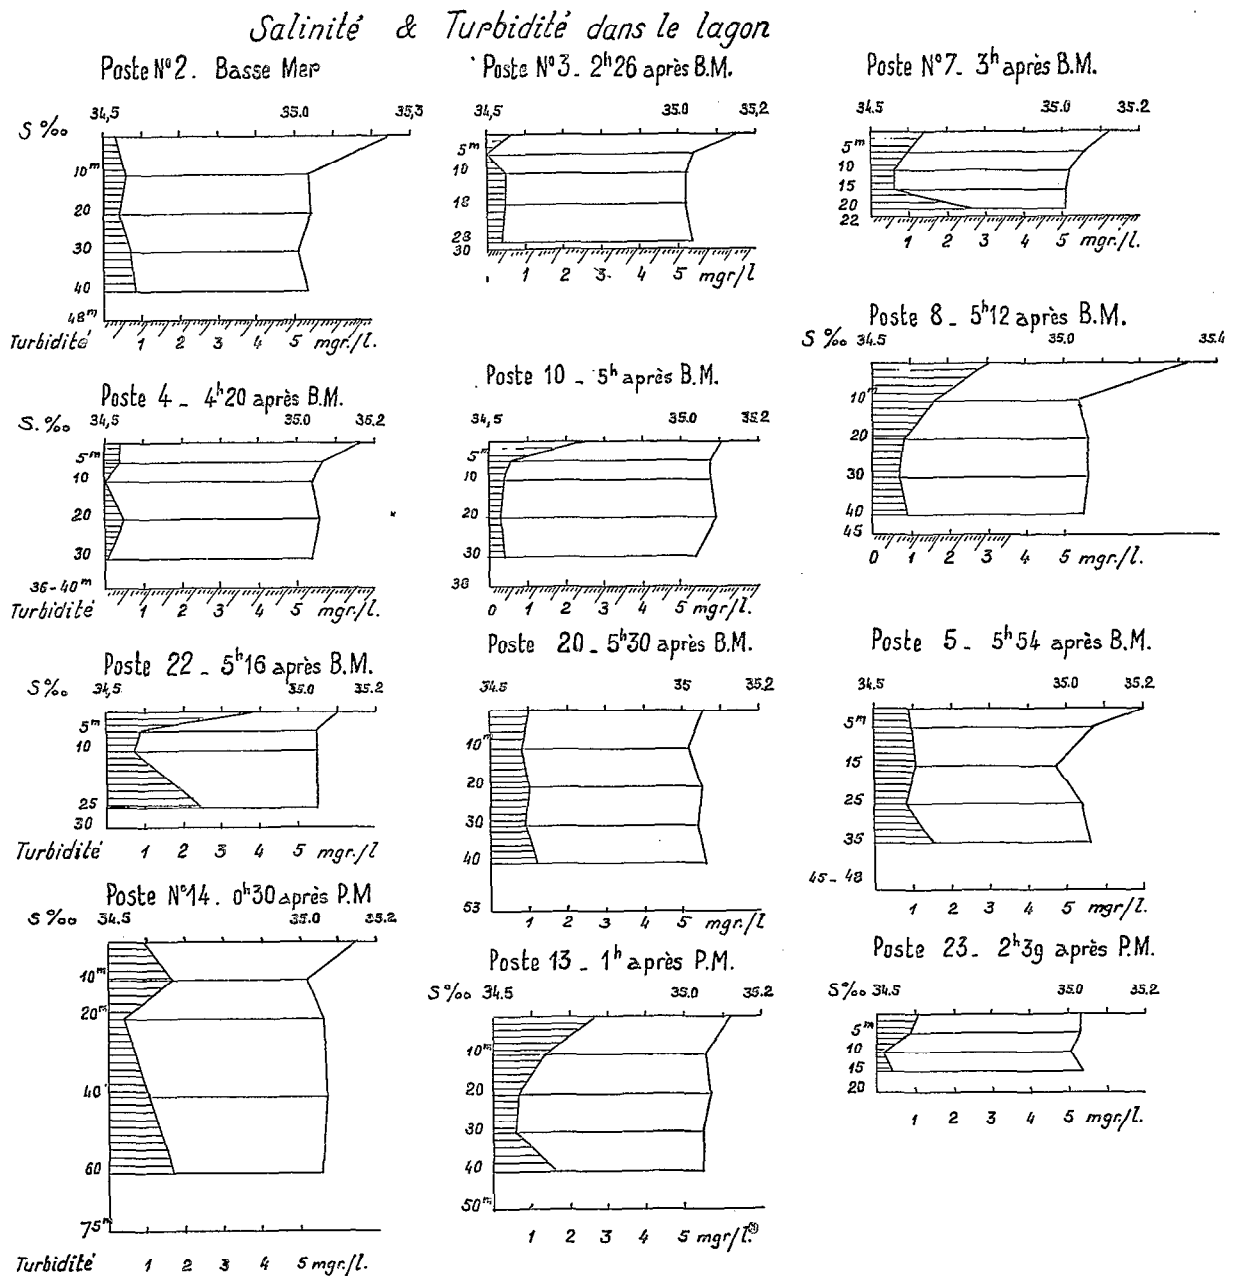 Salinité & Turbidité dans le lagon
Poste N°2. Basse Mer
S ‰ 34,5 35.0 35,3
10ᵐ
20
30
40
48ᵐ
Turbidité 1 2 3 4 5 mgr./l.
Poste N°3_ 2ʰ26 après B.M.
34,5 35.0 35,2
5ᵐ
10
18
28
30
1 2 3 4 5 mgr/l
Poste N°7_ 3ʰ après B.M.
34.5 35.0 35.2
5ᵐ
10
15
20
22
1 2 3 4 5 mgr./l.
Poste 4 _ 4ʰ20 après B.M.
S. ‰ 34,5 35.0 35.2
5ᵐ
10
20
30
36-40ᵐ
Turbidité 1 2 3 4 5 mgr./l.
Poste 10 _ 5ʰ après B.M.
34,5 35.0 35.2
5ᵐ
10
20
30
38
0 1 2 3 4 5 mgr./l.
Poste 8 _ 5ʰ12 après B.M.
S ‰ 34.5 35.0 35.4
10ᵐ
20
30
40
45
0 1 2 3 5 mgr./l.
Poste 22 _ 5ʰ16 après B.M.
S ‰ 34,5 35.0 35.2
5ᵐ
10
25
30
Turbidité 1 2 3 4 5 mgr./l
Poste 20 _ 5ʰ30 après B.M.
34.5 35 35.2
10ᵐ
20
30
40
53
1 2 3 4 5 mgr./l
Poste 5 _ 5ʰ54 après B.M.
34.5 35.0 35.2
5ᵐ
15
25
35
45-48
1 2 3 4 5 mgr./l
Poste N°14. 0ʰ30 après P.M
S ‰ 34.5 35.0 35.2
10ᵐ
20ᵐ
40
60
75ᵐ
Turbidité 1 2 3 4 5 mgr./l.
Poste 13 _ 1ʰ après P.M.
S ‰ 34.5 35.0 35.2
10ᵐ
20
30
40
50ᵐ
1 2 3 4 5 mgr/l.
Poste 23_ 2ʰ39 après P.M.
S ‰ 34.5 35.0 35.2
5ᵐ
10
15
20
1 2 3 4 5 mgr./l.